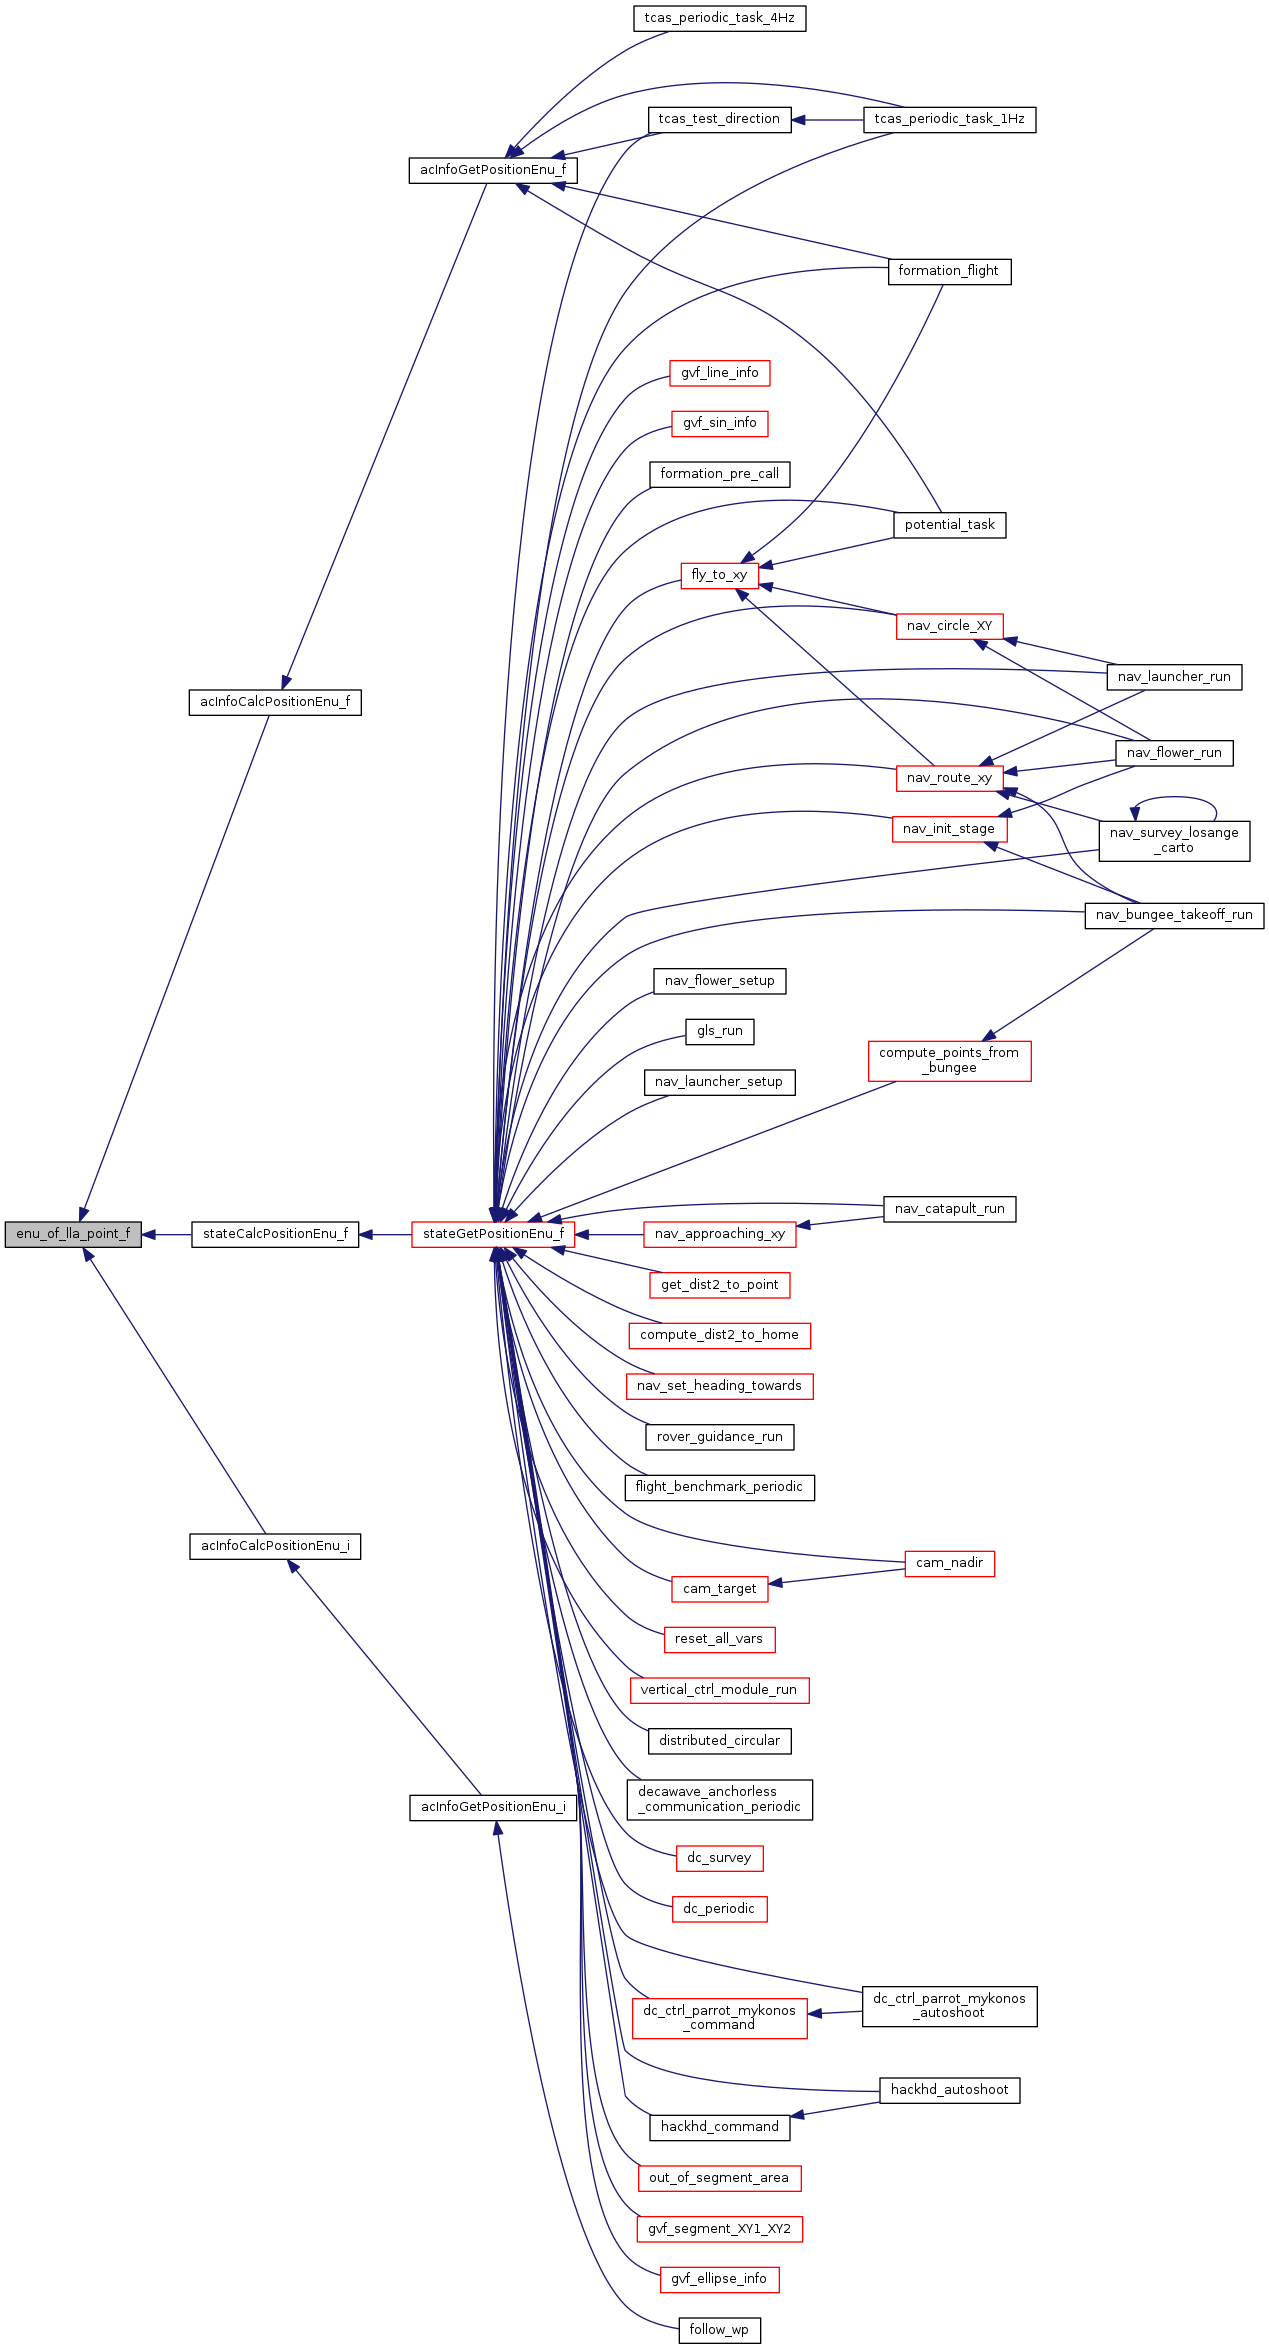 tcas_periodic_task_4Hz
tcas_test_direction
tcas_periodic_task_1Hz
acInfoGetPositionEnu_f
formation_flight
gvf_line_info
gvf_sin_info
formation_pre_call
potential_task
fly_to_xy
nav_circle_XY
nav_launcher_run
acInfoCalcPositionEnu_f
nav_flower_run
nav_route_xy
nav_init_stage
nav_survey_losange
_carto
nav_bungee_takeoff_run
nav_flower_setup
gls_run
compute_points_from
_bungee
nav_launcher_setup
nav_catapult_run
enu_of_lla_point_f
stateCalcPositionEnu_f
stateGetPositionEnu_f
nav_approaching_xy
get_dist2_to_point
compute_dist2_to_home
nav_set_heading_towards
rover_guidance_run
flight_benchmark_periodic
acInfoCalcPositionEnu_i
cam_nadir
cam_target
reset_all_vars
vertical_ctrl_module_run
distributed_circular
decawave_anchorless
_communication_periodic
acInfoGetPositionEnu_i
dc_survey
dc_periodic
dc_ctrl_parrot_mykonos
_command
dc_ctrl_parrot_mykonos
_autoshoot
hackhd_autoshoot
hackhd_command
out_of_segment_area
gvf_segment_XY1_XY2
gvf_ellipse_info
follow_wp